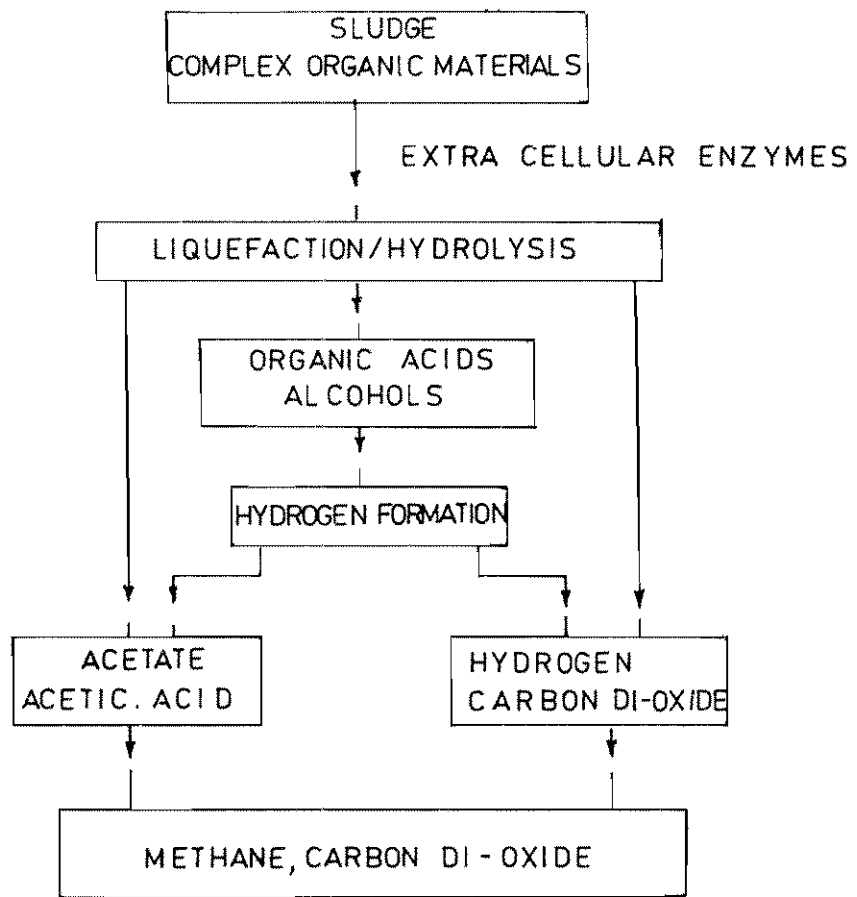 SLUDGE
COMPLEX ORGANIC MATERIALS
EXTRA CELLULAR ENZYMES
LIQUEFACTION/HYDROLYSIS
ORGANIC ACIDS
ALCOHOLS
HYDROGEN FORMATION
ACETATE
ACETIC. ACID
HYDROGEN
CARBON DI-OXIDE
METHANE, CARBON DI-OXIDE